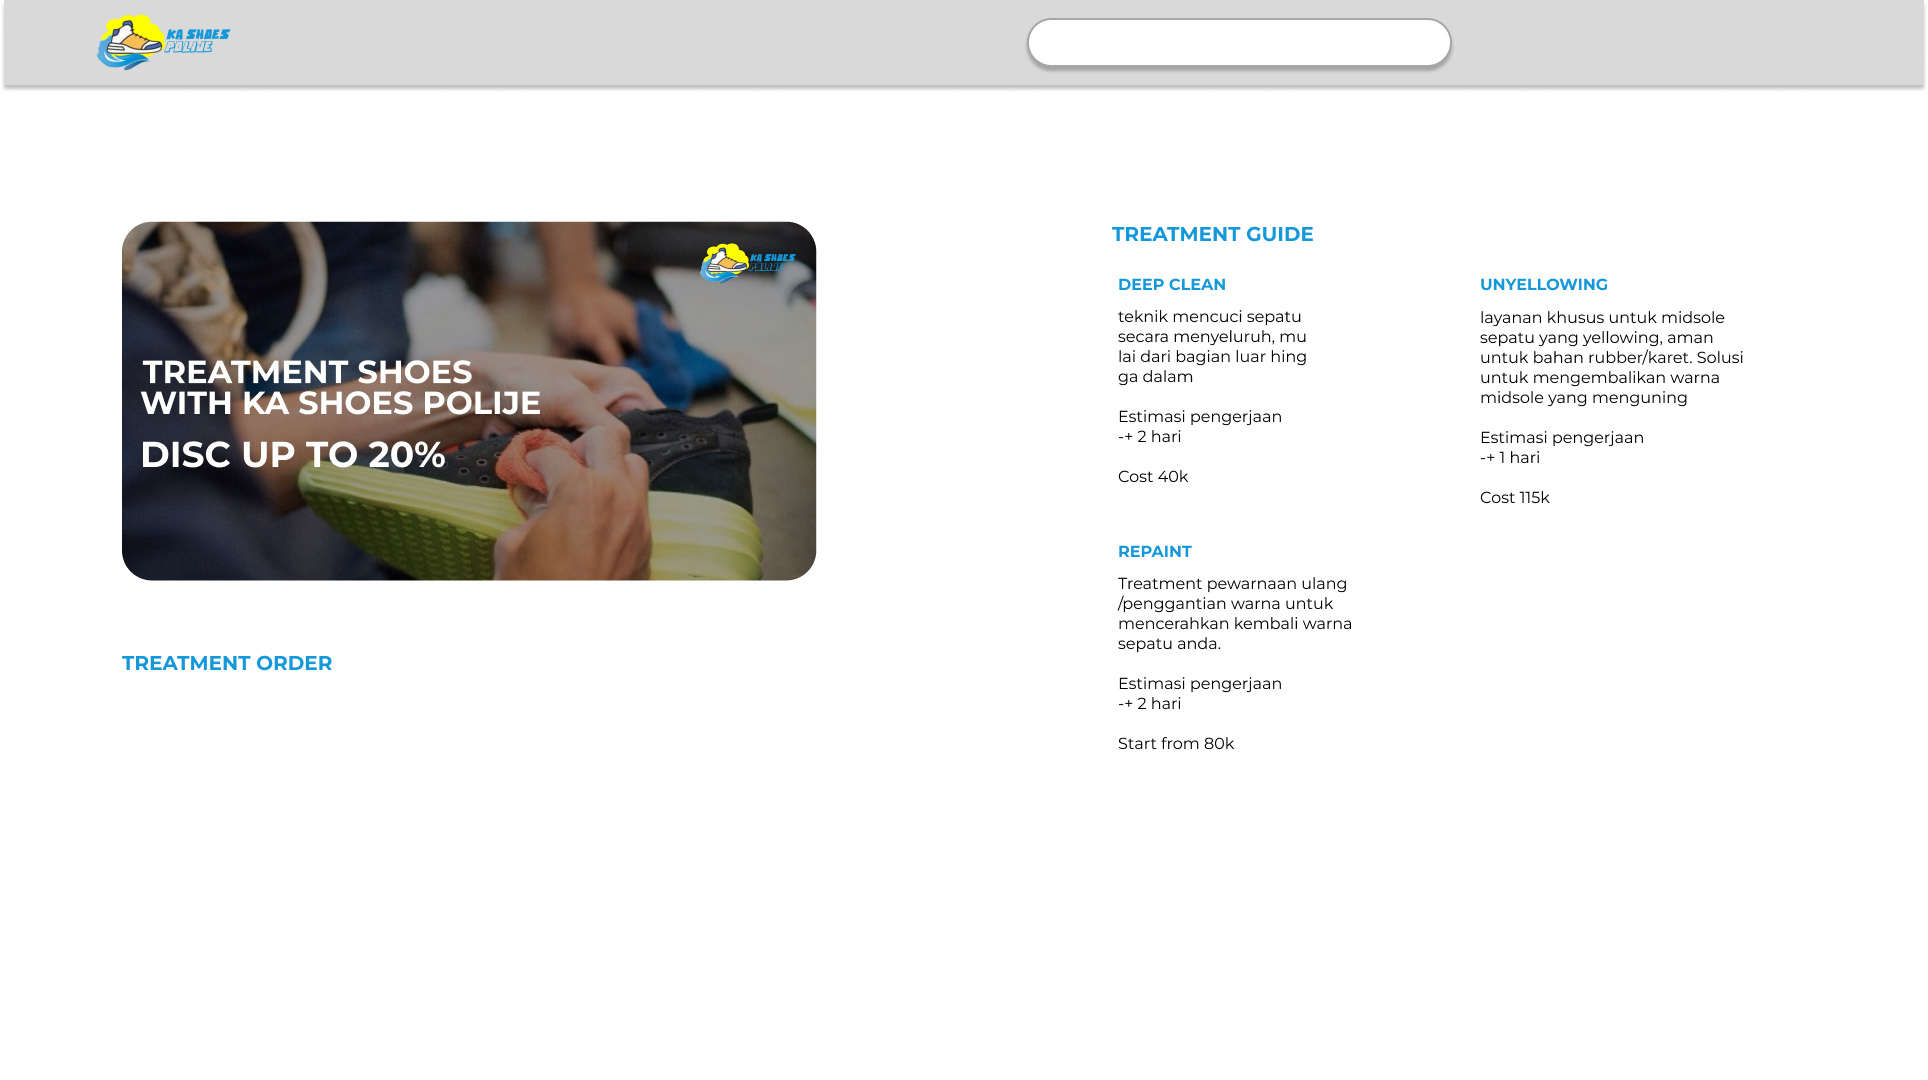 KA SHOES
POLIJE
KA SHOES
POLIJE
TREATMENT SHOES
WITH KA SHOES POLIJE
DISC UP TO 20%
TREATMENT ORDER
TREATMENT GUIDE
DEEP CLEAN
teknik mencuci sepatu
secara menyeluruh, mu
lai dari bagian luar hing
ga dalam
Estimasi pengerjaan
-+ 2 hari
Cost 40k
UNYELLOWING
layanan khusus untuk midsole
sepatu yang yellowing, aman
untuk bahan rubber/karet. Solusi
untuk mengembalikan warna
midsole yang menguning
Estimasi pengerjaan
-+ 1 hari
Cost 115k
REPAINT
Treatment pewarnaan ulang
/penggantian warna untuk
mencerahkan kembali warna
sepatu anda.
Estimasi pengerjaan
-+ 2 hari
Start from 80k